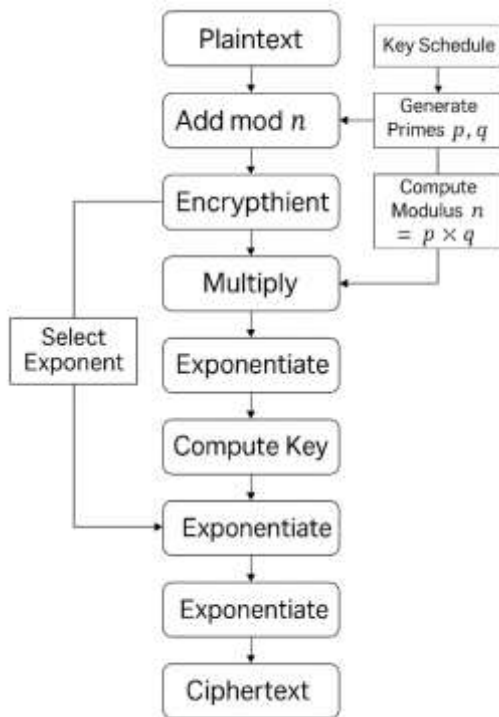 Plaintext
Key Schedule
Add mod n
Generate
Primes p, q
Encrypthient
Compute
Modulus n
= p × q
Multiply
Select
Exponent
Exponentiate
Compute Key
Exponentiate
Exponentiate
Ciphertext